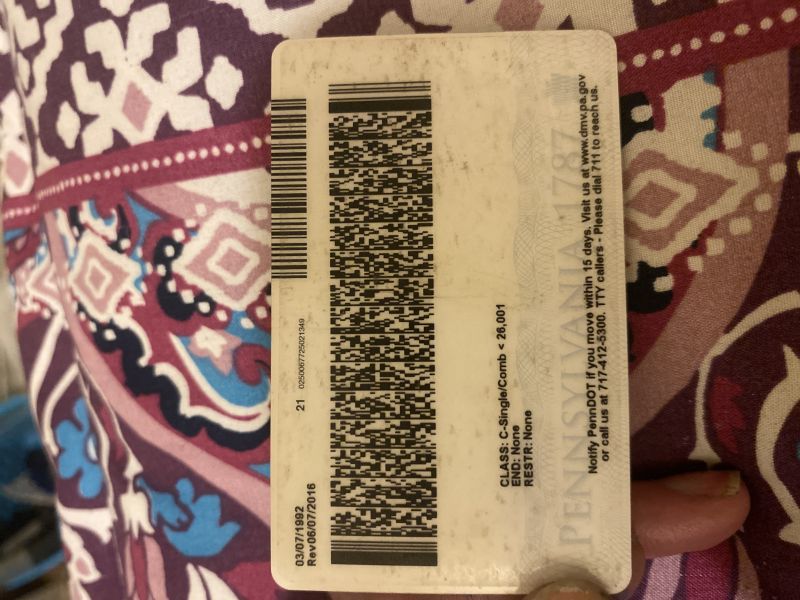 03/07/1992
Rev06/07/2016
21 0250067725021349
CLASS: C-Single/Comb < 26,001
END: None
RESTR: None
PENNSYLVANIA 1787
Notify PennDOT if you move within 15 days. Visit us at www.dmv.pa.gov
or call us at 717-412-5300. TTY callers - Please dial 711 to reach us.